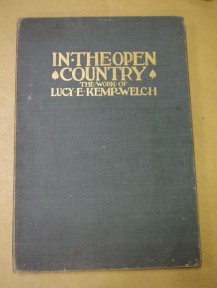 IN·THE·OPEN
COUNTRY
THE·WORK·OF
LUCY·E·KEMP-WELCH